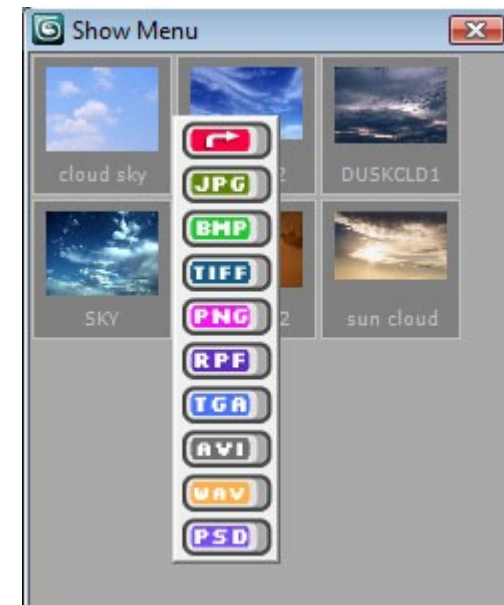 Show Menu
cloud sky
2
DUSKCLD1
JPG
BMP
TIFF
SKY
PNG
2
sun cloud
RPF
TGA
AVI
WAV
PSD